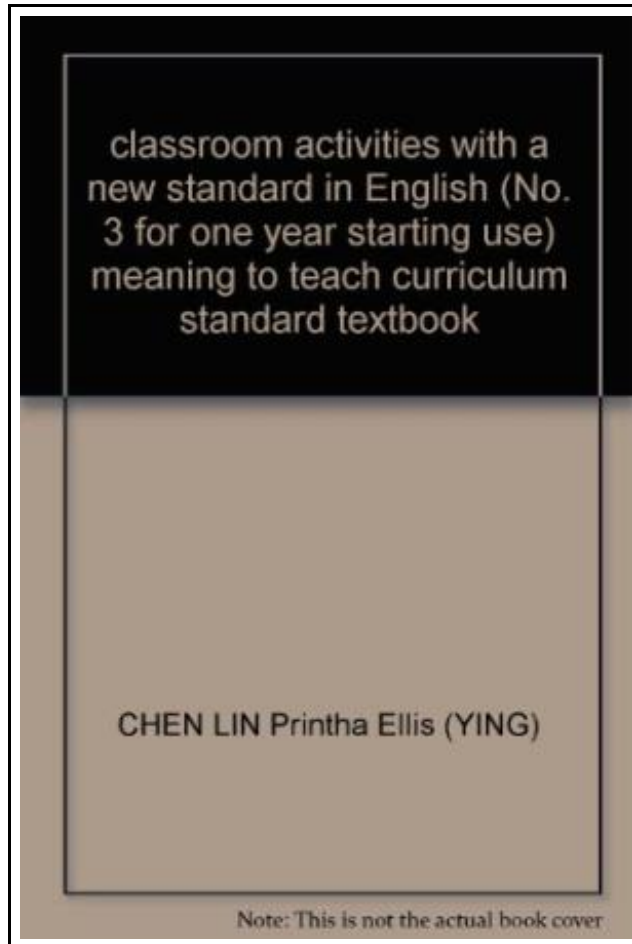 classroom activities with a
new standard in English (No.
3 for one year starting use)
meaning to teach curriculum
standard textbook
CHEN LIN Printha Ellis (YING)
Note: This is not the actual book cover